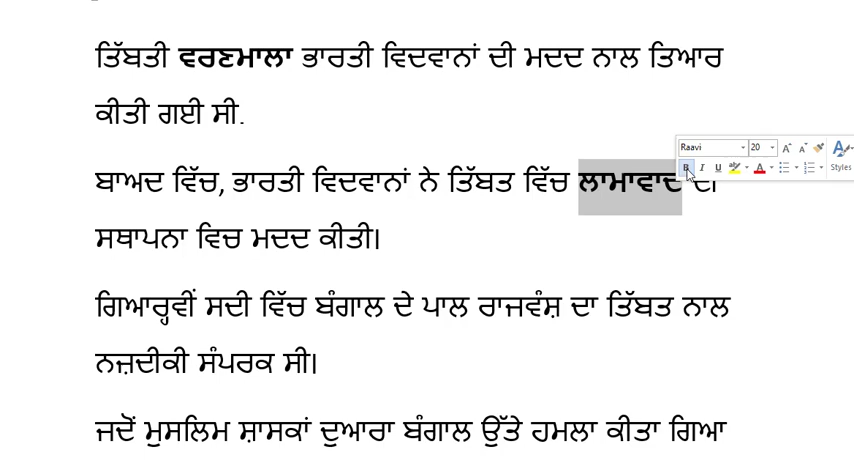 ਤਿੱਬਤੀ ਵਰਣਮਾਲਾ ਭਾਰਤੀ ਵਿਦਵਾਨਾਂ ਦੀ ਮਦਦ ਨਾਲ ਤਿਆਰ
ਕੀਤੀ ਗਈ ਸੀ.
Raavi 20
B I U ab A Styles
ਬਾਅਦ ਵਿੱਚ, ਭਾਰਤੀ ਵਿਦਵਾਨਾਂ ਨੇ ਤਿੱਬਤ ਵਿੱਚ ਲਾਮਾਵਾਦ ਦੀ
ਸਥਾਪਨਾ ਵਿਚ ਮਦਦ ਕੀਤੀ।
ਗਿਆਰ੍ਹਵੀਂ ਸਦੀ ਵਿੱਚ ਬੰਗਾਲ ਦੇ ਪਾਲ ਰਾਜਵੰਸ਼ ਦਾ ਤਿੱਬਤ ਨਾਲ
ਨਜ਼ਦੀਕੀ ਸੰਪਰਕ ਸੀ।
ਜਦੋਂ ਮੁਸਲਿਮ ਸ਼ਾਸਕਾਂ ਦੁਆਰਾ ਬੰਗਾਲ ਉੱਤੇ ਹਮਲਾ ਕੀਤਾ ਗਿਆ